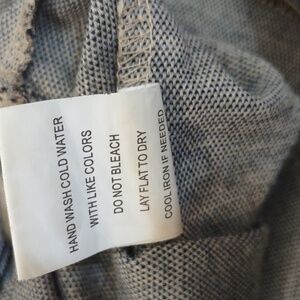 HAND WASH COLD WATER
WITH LIKE COLORS
DO NOT BLEACH
LAY FLAT TO DRY
COOL IRON IF NEEDED